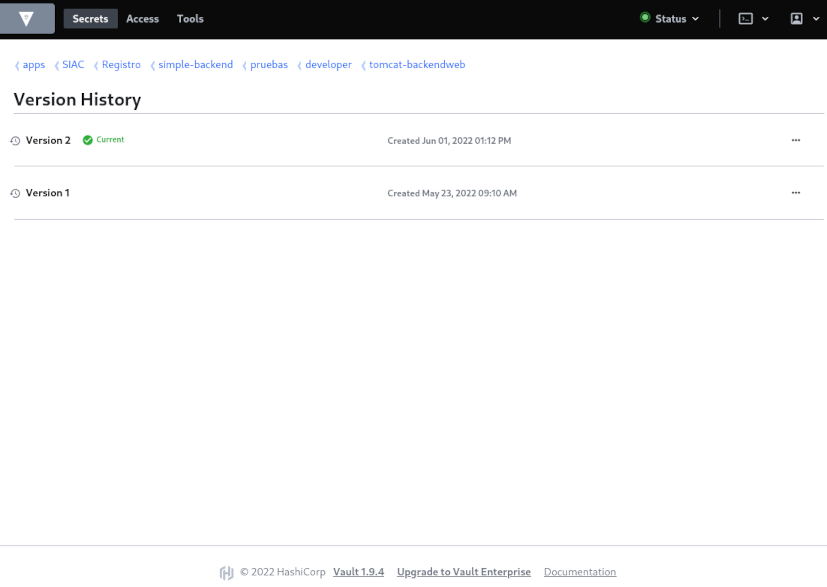 Secrets Access Tools Status
apps SIAC Registro simple-backend pruebas developer tomcat-backendweb
Version History
Version 2 Current Created Jun 01, 2022 01:12 PM
Version 1 Created May 23, 2022 09:10 AM
© 2022 HashiCorp Vault 1.9.4 Upgrade to Vault Enterprise Documentation